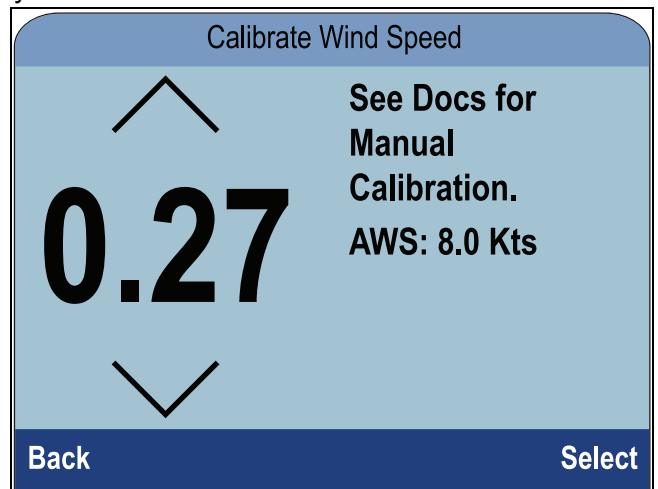 Calibrate Wind Speed
0.27
See Docs for
Manual
Calibration.
AWS: 8.0 Kts
Back
Select